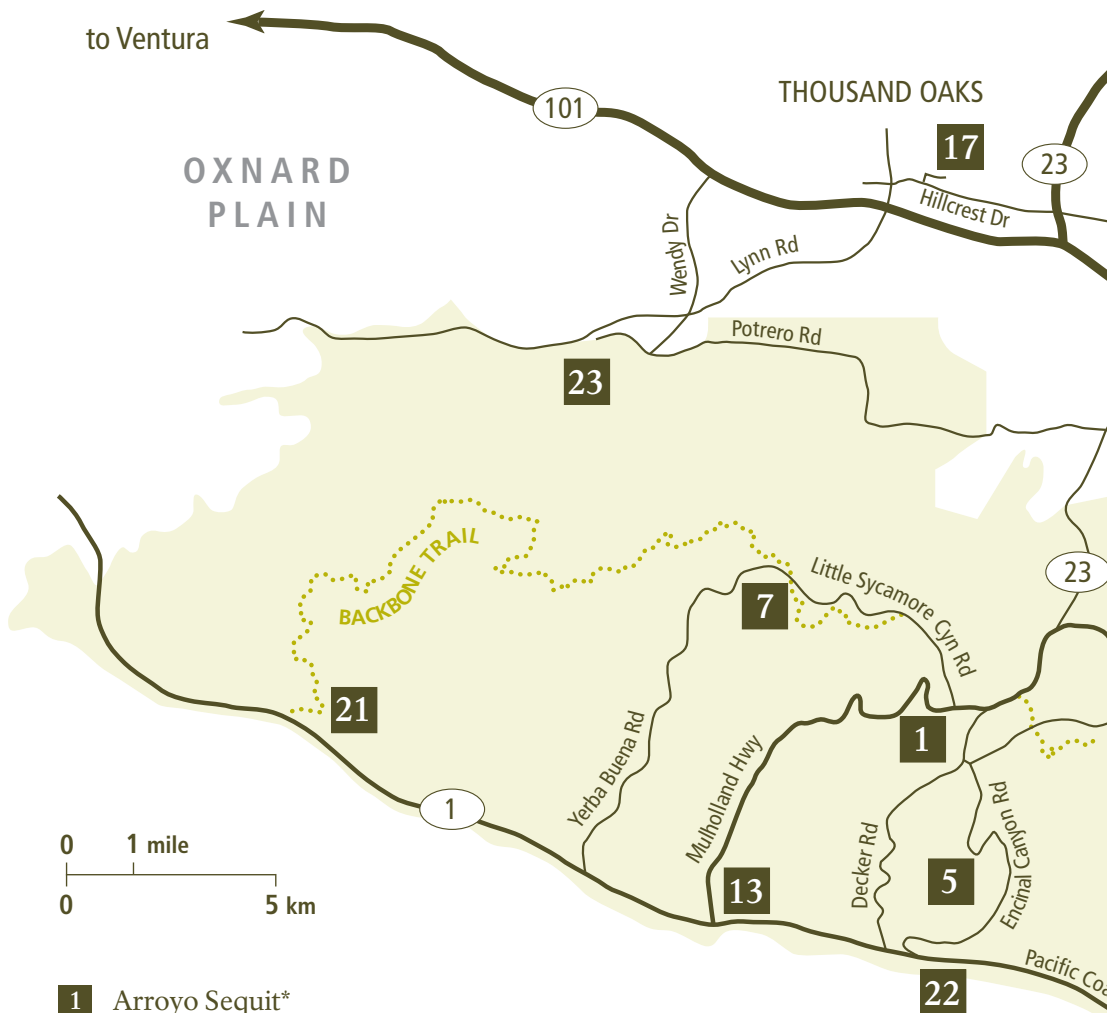 to Ventura
101
THOUSAND OAKS
17
23
Hillcrest Dr
OXNARD
PLAIN
Wendy Dr
Lynn Rd
Potrero Rd
23
BACKBONE TRAIL
Little Sycamore Cyn Rd
23
7
21
1
1
Yerba Buena Rd
Mulholland Hwy
Decker Rd
Encinal Canyon Rd
0 1 mile
0 5 km
13
5
Pacific Coa
22
1 Arroyo Sequit*